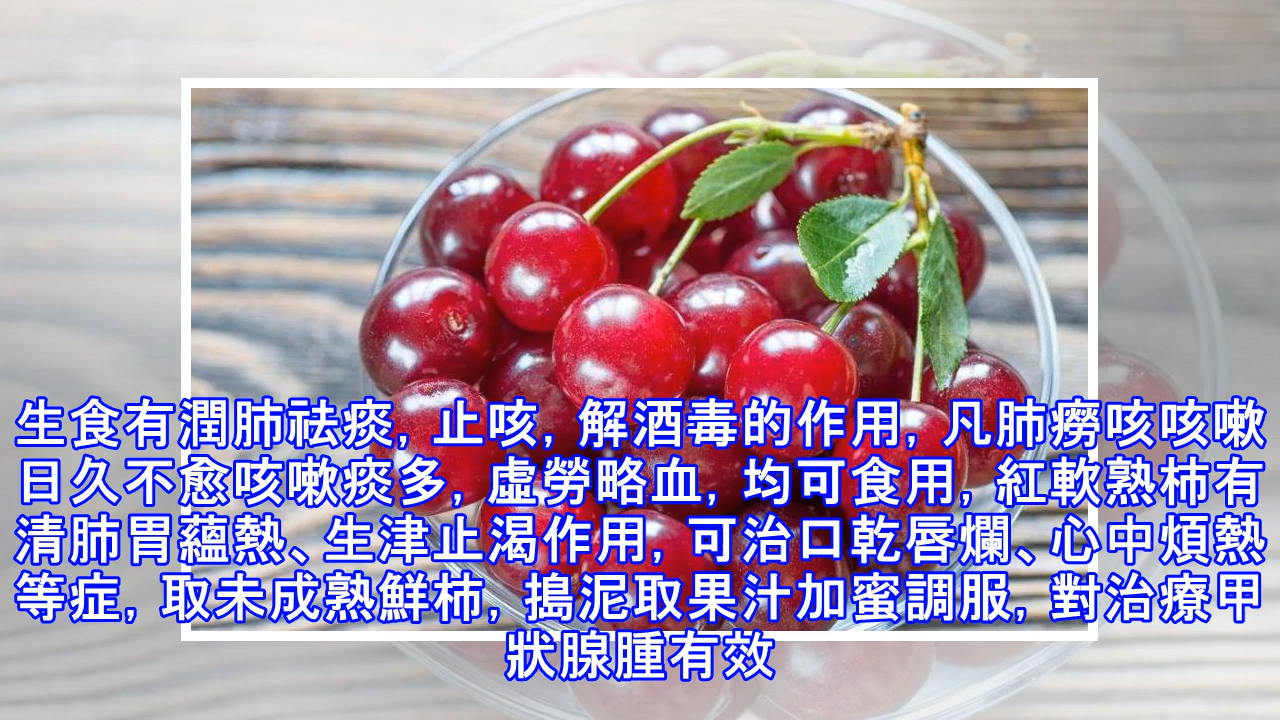 生食有潤肺祛痰, 止咳, 解酒毒的作用, 凡肺癆咳咳嗽
日久不愈咳嗽痰多, 虛勞略血, 均可食用, 紅軟熟柿有
清肺胃蘊熱、生津止渴作用, 可治口乾唇爛、心中煩熱
等症, 取未成熟鮮柿, 搗泥取果汁加蜜調服, 對治療甲
狀腺腫有效